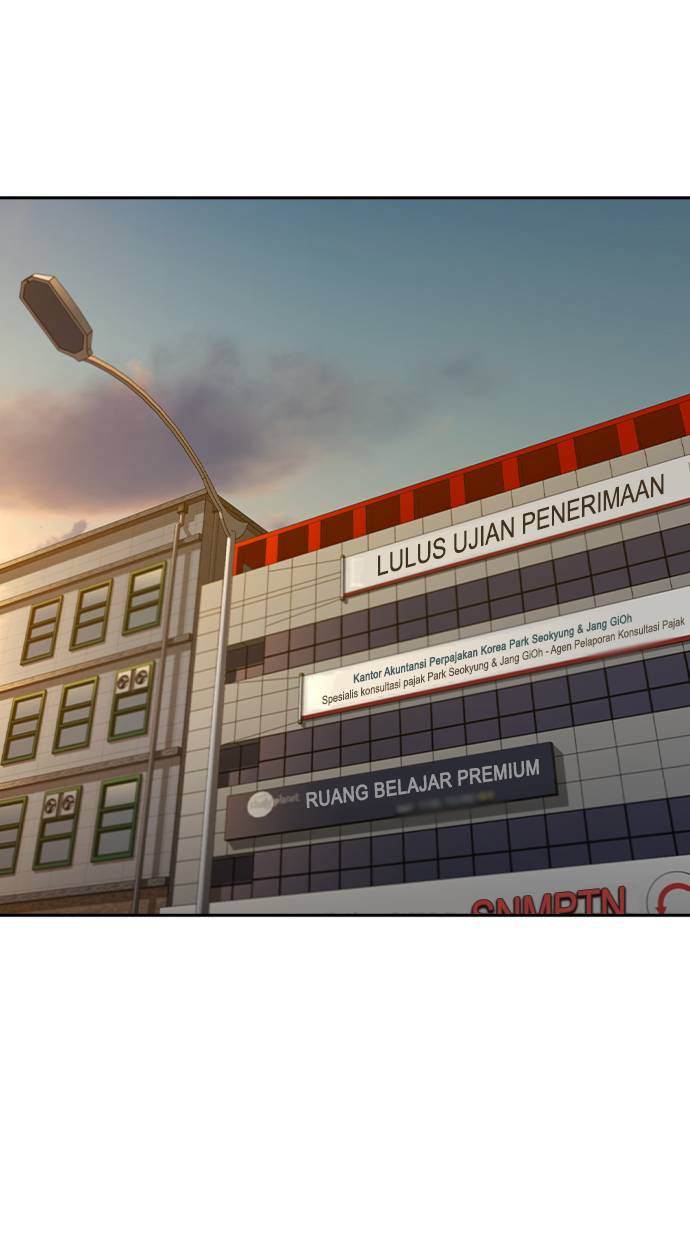 LULUS UJIAN PENERIMAAN
Kantor Akuntansi Perpajakan Korea Park Seokyung & Jang GiOh
Spesialis konsultasi pajak Park Seokyung & Jang GiOh - Agen Pelaporan Konsultasi Pajak
planet RUANG BELAJAR PREMIUM
SNMPTN